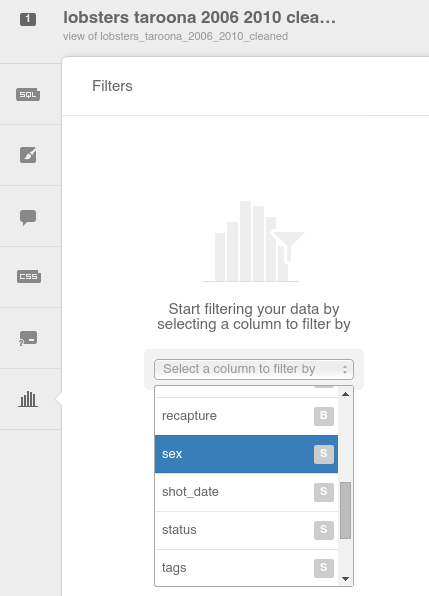 1
lobsters taroona 2006 2010 clea…
view of lobsters_taroona_2006_2010_cleaned
SQL
Filters
CSS
?
Start filtering your data by
selecting a column to filter by
Select a column to filter by
recapture B
sex S
shot_date S
status S
tags S